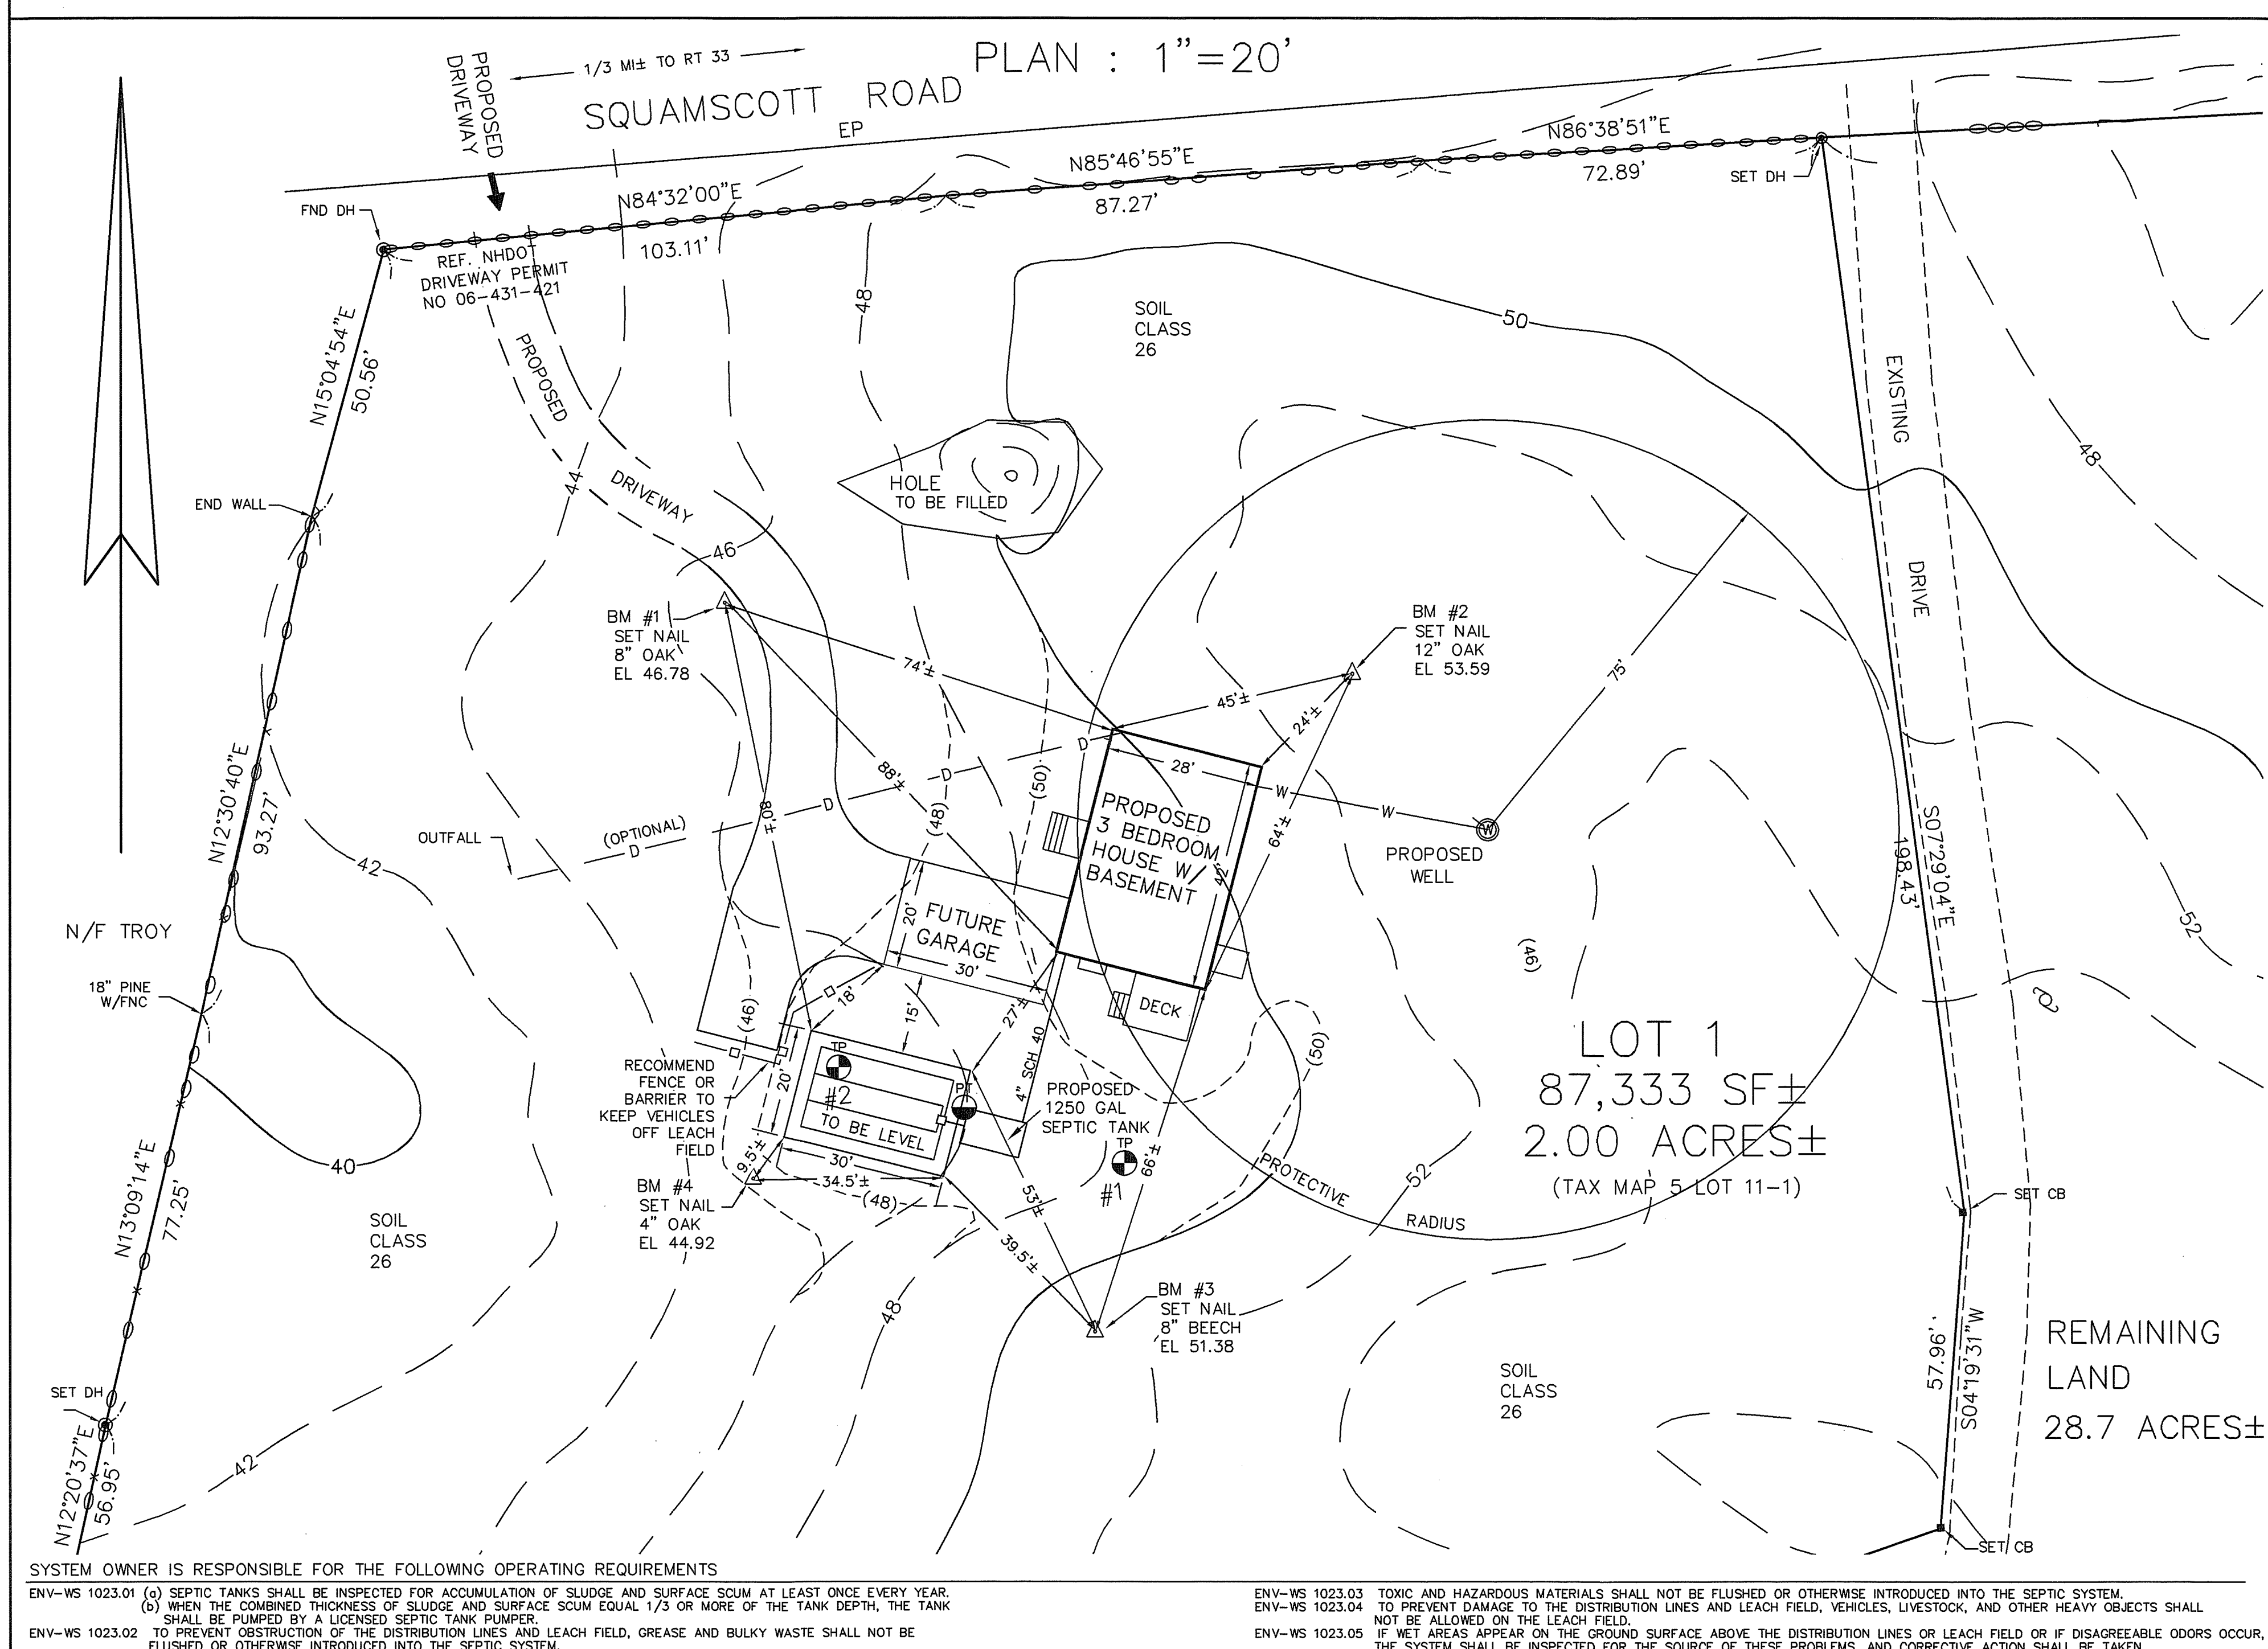 PLAN : 1"=20'
1/3 MI± TO RT 33
SQUAMSCOTT ROAD
EP
PROPOSED
DRIVEWAY
FND DH
N84°32'00"E
103.11'
N85°46'55"E
87.27'
N86°38'51"E
72.89'
SET DH
REF. NHDOT
DRIVEWAY PERMIT
NO 06-431-421
N15°04'54"E
50.56'
PROPOSED
DRIVEWAY
48
SOIL
CLASS
26
50
EXISTING
DRIVE
48
44
46
END WALL
HOLE
TO BE FILLED
BM #1
SET NAIL
8" OAK
EL 46.78
BM #2
SET NAIL
12" OAK
EL 53.59
75'
74'±
45'±
24'±
88'±
80'±
64'±
D
D
D
D
(OPTIONAL)
OUTFALL
(48)
(50)
28'
42'
W
W
W
PROPOSED
3 BEDROOM
HOUSE W/
BASEMENT
PROPOSED
WELL
S07°29'04"E
198.43'
N12°30'40"E
93.27'
42
N/F TROY
18" PINE
W/FNC
FUTURE
GARAGE
20'
30'
18'
15'
27'±
DECK
(46)
(46)
(50)
52
LOT 1
87,333 SF±
2.00 ACRES±
(TAX MAP 5 LOT 11-1)
RECOMMEND
FENCE OR
BARRIER TO
KEEP VEHICLES
OFF LEACH
FIELD
TP
#2
PT
TO BE LEVEL
20'
30'
34.5'±
9.5'±
(48)
4" SCH 40
PROPOSED
1250 GAL
SEPTIC TANK
TP
#1
66'±
53'±
39.5'±
PROTECTIVE
RADIUS
52
40
N13°09'14"E
77.25'
BM #4
SET NAIL
4" OAK
EL 44.92
SOIL
CLASS
26
48
BM #3
SET NAIL
8" BEECH
EL 51.38
SET CB
57.96'
S04°19'31"W
REMAINING
LAND
28.7 ACRES±
SOIL
CLASS
26
SET DH
42
N12°20'37"E
56.95'
SET CB
SYSTEM OWNER IS RESPONSIBLE FOR THE FOLLOWING OPERATING REQUIREMENTS
ENV-WS 1023.01 (a) SEPTIC TANKS SHALL BE INSPECTED FOR ACCUMULATION OF SLUDGE AND SURFACE SCUM AT LEAST ONCE EVERY YEAR.
(b) WHEN THE COMBINED THICKNESS OF SLUDGE AND SURFACE SCUM EQUAL 1/3 OR MORE OF THE TANK DEPTH, THE TANK
SHALL BE PUMPED BY A LICENSED SEPTIC TANK PUMPER.
ENV-WS 1023.02 TO PREVENT OBSTRUCTION OF THE DISTRIBUTION LINES AND LEACH FIELD, GREASE AND BULKY WASTE SHALL NOT BE
FLUSHED OR OTHERWISE INTRODUCED INTO THE SEPTIC SYSTEM.
ENV-WS 1023.03 TOXIC AND HAZARDOUS MATERIALS SHALL NOT BE FLUSHED OR OTHERWISE INTRODUCED INTO THE SEPTIC SYSTEM.
ENV-WS 1023.04 TO PREVENT DAMAGE TO THE DISTRIBUTION LINES AND LEACH FIELD, VEHICLES, LIVESTOCK, AND OTHER HEAVY OBJECTS SHALL
NOT BE ALLOWED ON THE LEACH FIELD.
ENV-WS 1023.05 IF WET AREAS APPEAR ON THE GROUND SURFACE ABOVE THE DISTRIBUTION LINES OR LEACH FIELD OR IF DISAGREEABLE ODORS OCCUR,
THE SYSTEM SHALL BE INSPECTED FOR THE SOURCE OF THESE PROBLEMS, AND CORRECTIVE ACTION SHALL BE TAKEN